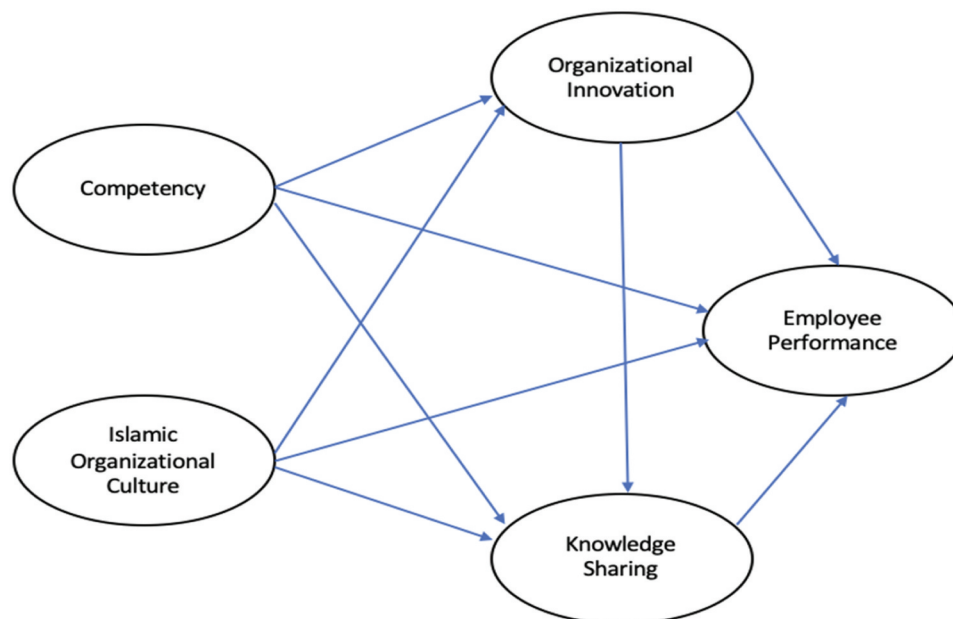 Organizational
Innovation
Competency
Employee
Performance
Islamic
Organizational
Culture
Knowledge
Sharing